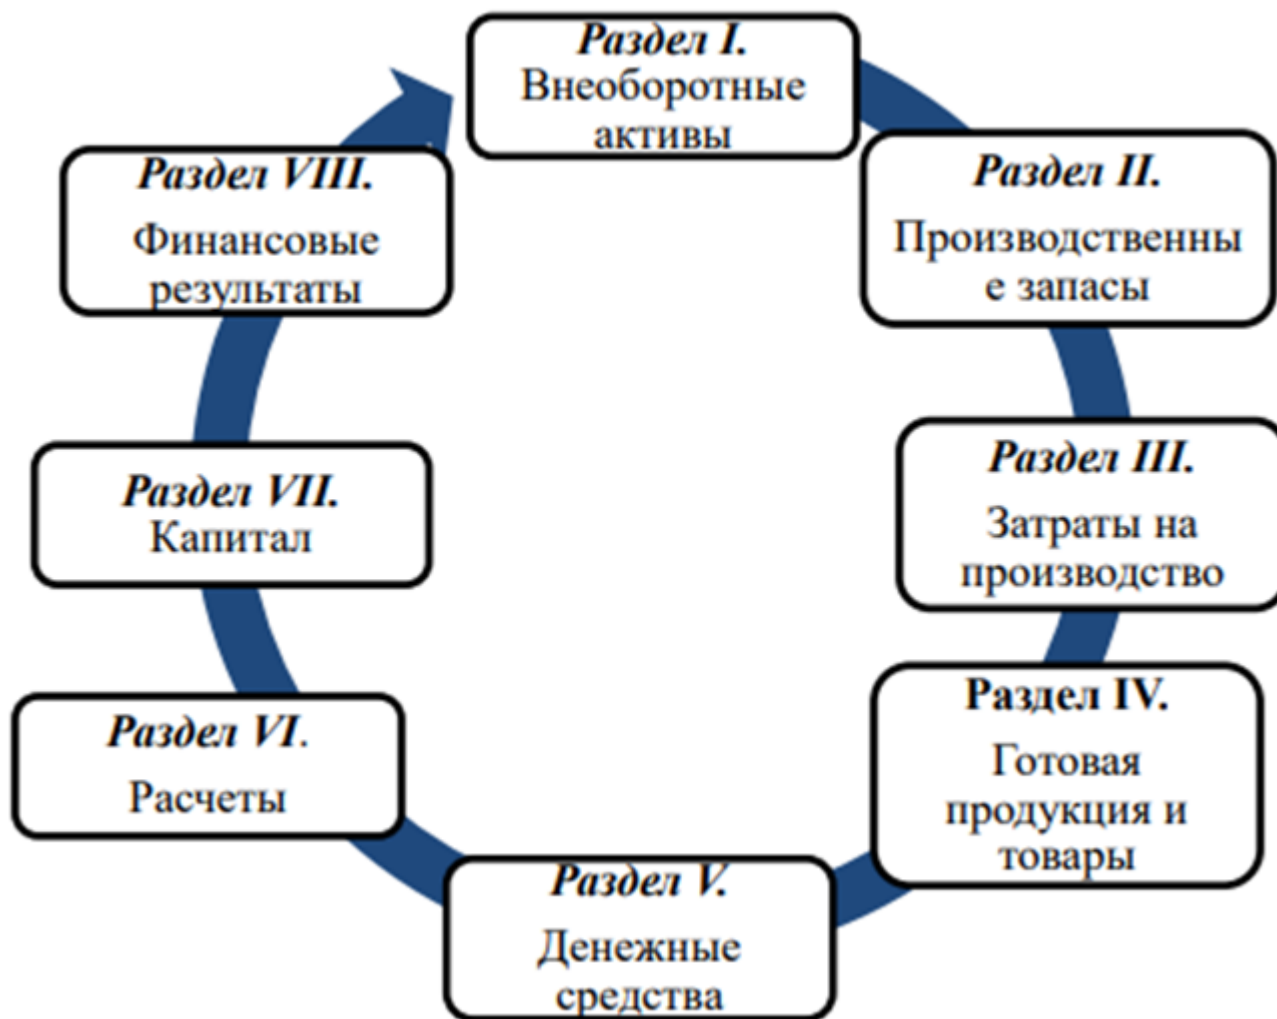 Раздел I.
Внеоборотные
активы
Раздел II.
Производственны
е запасы
Раздел III.
Затраты на
производство
Раздел IV.
Готовая
продукция и
товары
Раздел V.
Денежные
средства
Раздел VI.
Расчеты
Раздел VII.
Капитал
Раздел VIII.
Финансовые
результаты